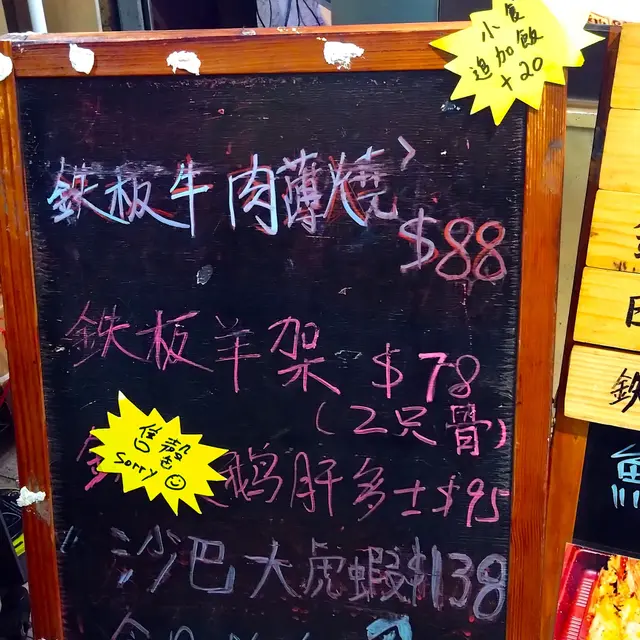 小食
追加飯
+20
鉄板牛肉薄燒
$88
鉄板羊架 $78
(2只骨)
售罄
Sorry
鵝肝多士$95
沙巴大虎蝦$138